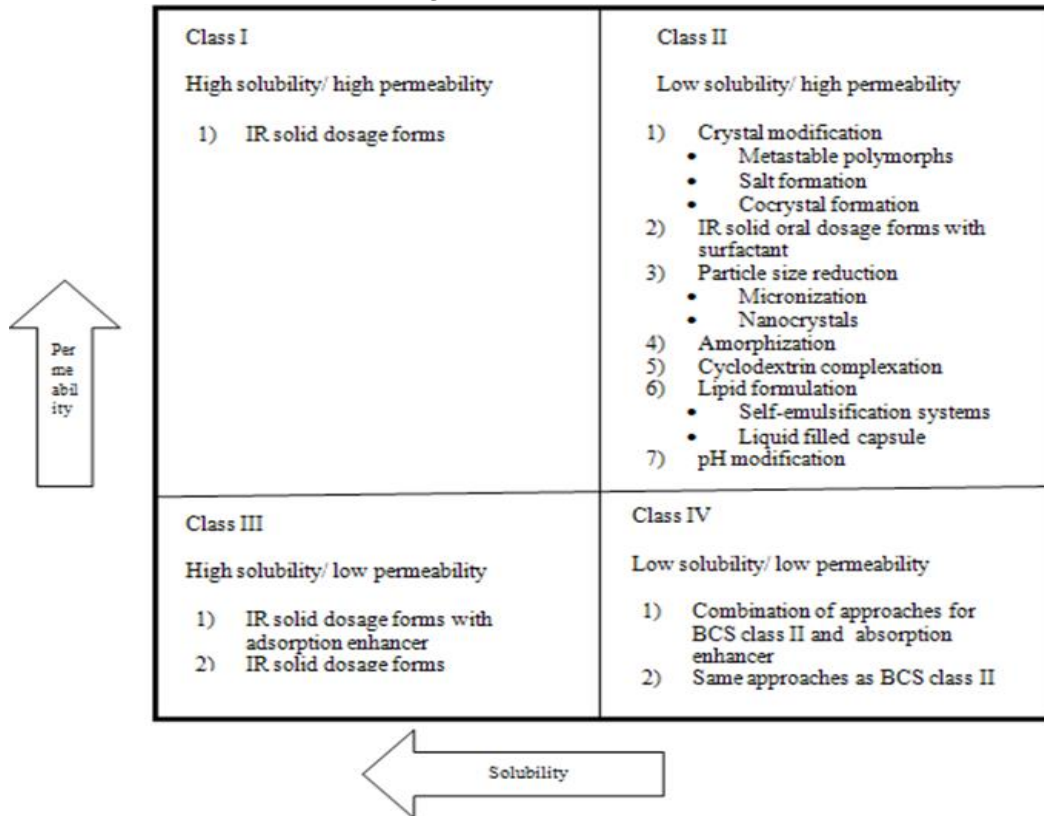 Class I
High solubility/ high permeability
1) IR solid dosage forms
Class II
Low solubility/ high permeability
1) Crystal modification
• Metastable polymorphs
• Salt formation
• Cocrystal formation
2) IR solid oral dosage forms with
surfactant
3) Particle size reduction
• Micronization
• Nanocrystals
4) Amorphization
5) Cyclodextrin complexation
6) Lipid formulation
• Self-emulsification systems
• Liquid filled capsule
7) pH modification
Per
me
abil
ity
Class III
High solubility/ low permeability
1) IR solid dosage forms with
adsorption enhancer
2) IR solid dosage forms
Class IV
Low solubility/ low permeability
1) Combination of approaches for
BCS class II and absorption
enhancer
2) Same approaches as BCS class II
Solubility